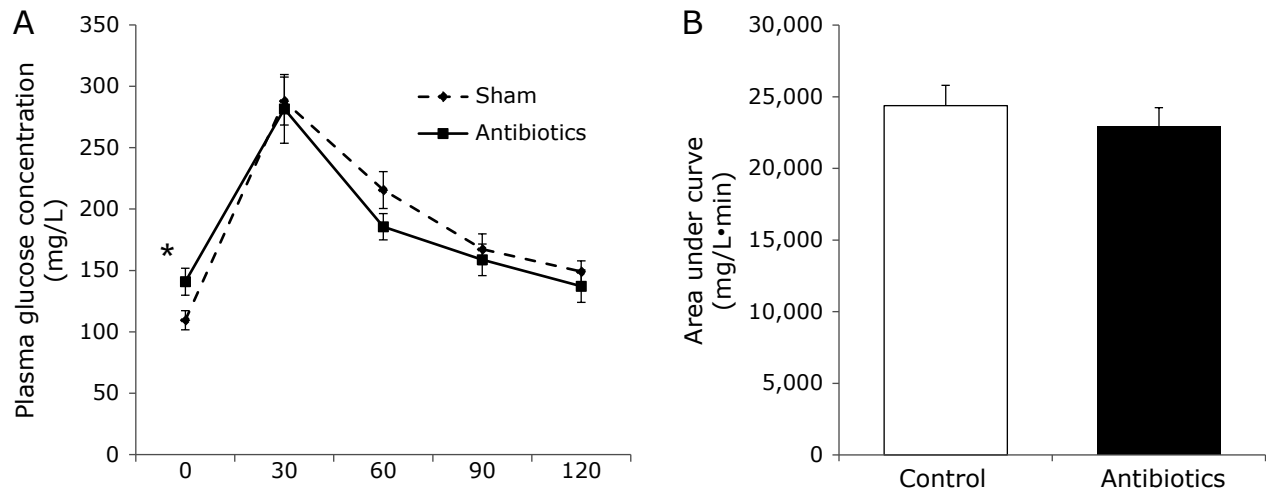 A
Plasma glucose concentration
(mg/L)
350
300
250
200
150
100
50
0
*
Sham
Antibiotics
0 30 60 90 120
B
Area under curve
(mg/L•min)
30,000
25,000
20,000
15,000
10,000
5,000
0
Control Antibiotics